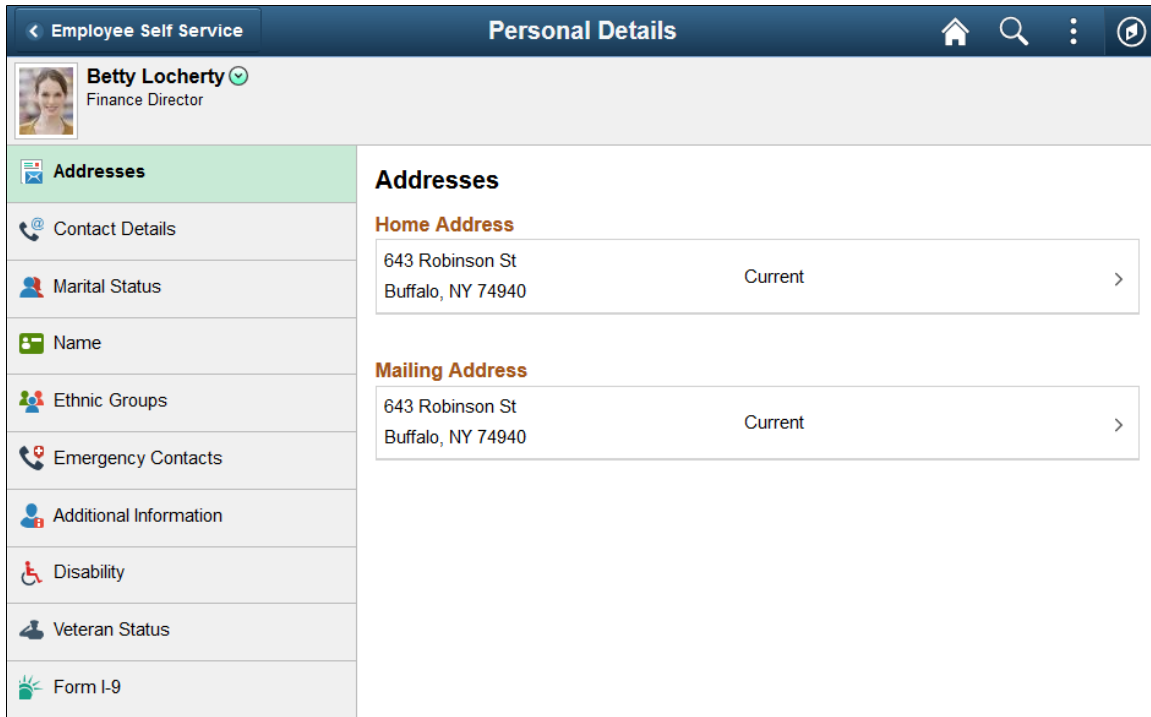 Employee Self Service
Personal Details
Betty Locherty
Finance Director
Addresses
Contact Details
Marital Status
Name
Ethnic Groups
Emergency Contacts
Additional Information
Disability
Veteran Status
Form I-9
Addresses
Home Address
643 Robinson St
Buffalo, NY 74940
Current
Mailing Address
643 Robinson St
Buffalo, NY 74940
Current